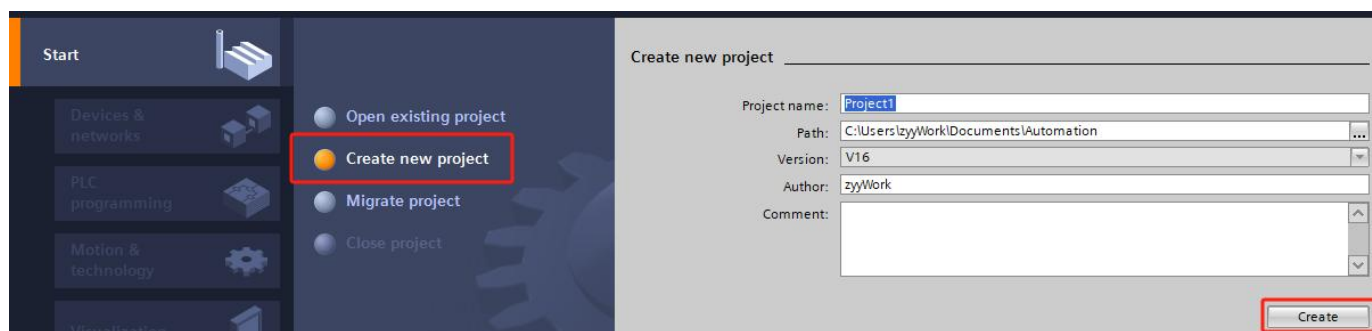 Start
Devices &
networks
PLC
programming
Motion &
technology
Open existing project
Create new project
Migrate project
Close project
Create new project
Project name: Project1
Path: C:\Users\zyyWork\Documents\Automation
...
Version: V16
Author: zyyWork
Comment:
Create